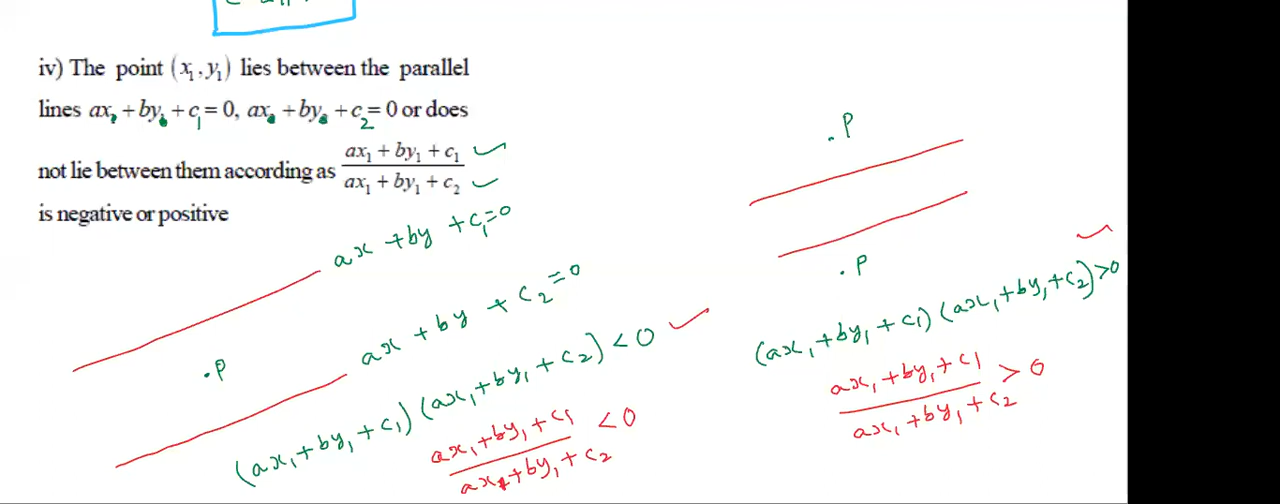 iv) The point (x₁, y₁) lies between the parallel
lines ax₁ + by₁ + c₁ = 0, ax₂ + by₂ + c₂ = 0 or does
not lie between them according as (ax₁ + by₁ + c₁)/(ax₁ + by₁ + c₂)
is negative or positive
ax + by + c₁ = 0
ax + by + c₂ = 0
.P
(ax₁ + by₁ + c₁) (ax₁ + by₁ + c₂) < 0
(ax₁ + by₁ + c₁)/(ax₁ + by₁ + c₂) < 0
.P
.P
(ax₁ + by₁ + c₁) (ax₁ + by₁ + c₂) > 0
(ax₁ + by₁ + c₁)/(ax₁ + by₁ + c₂) > 0